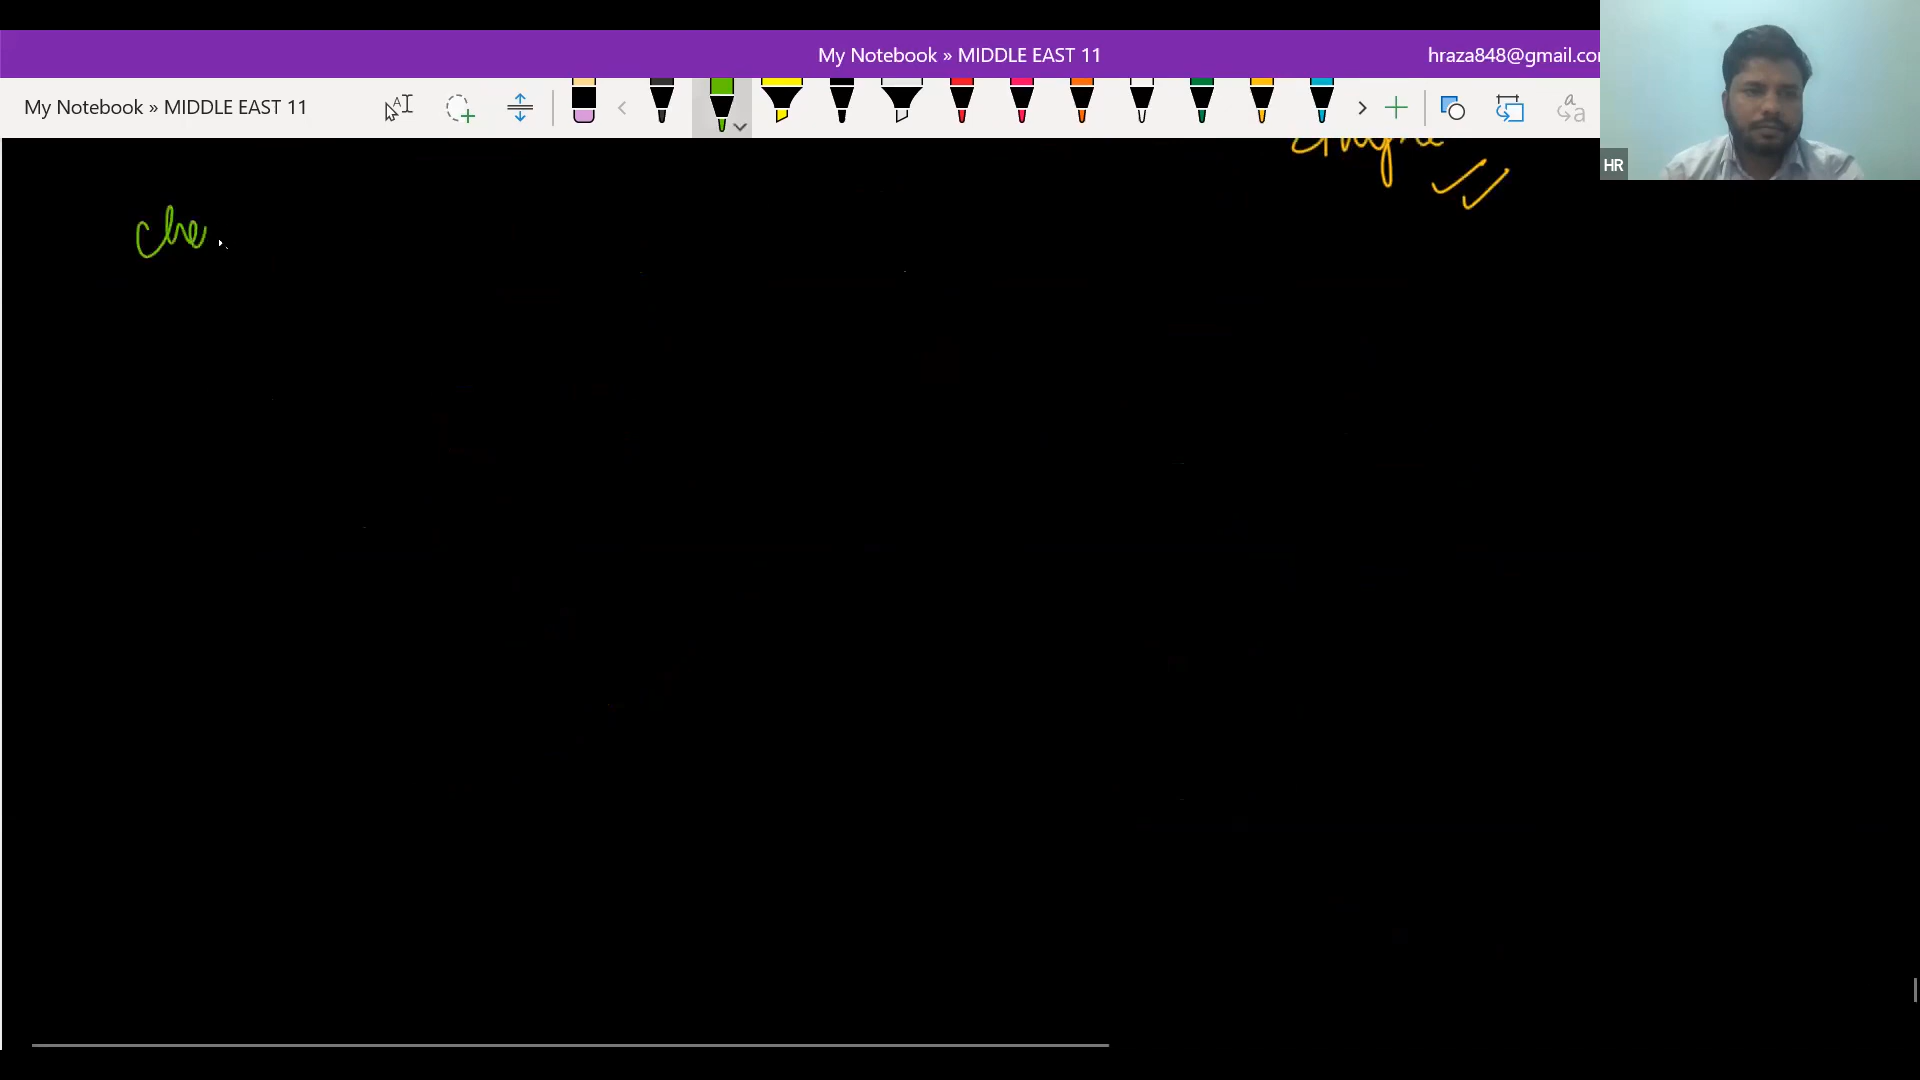 My Notebook » MIDDLE EAST 11
hraza848@gmail.co
My Notebook » MIDDLE EAST 11
HR
Che